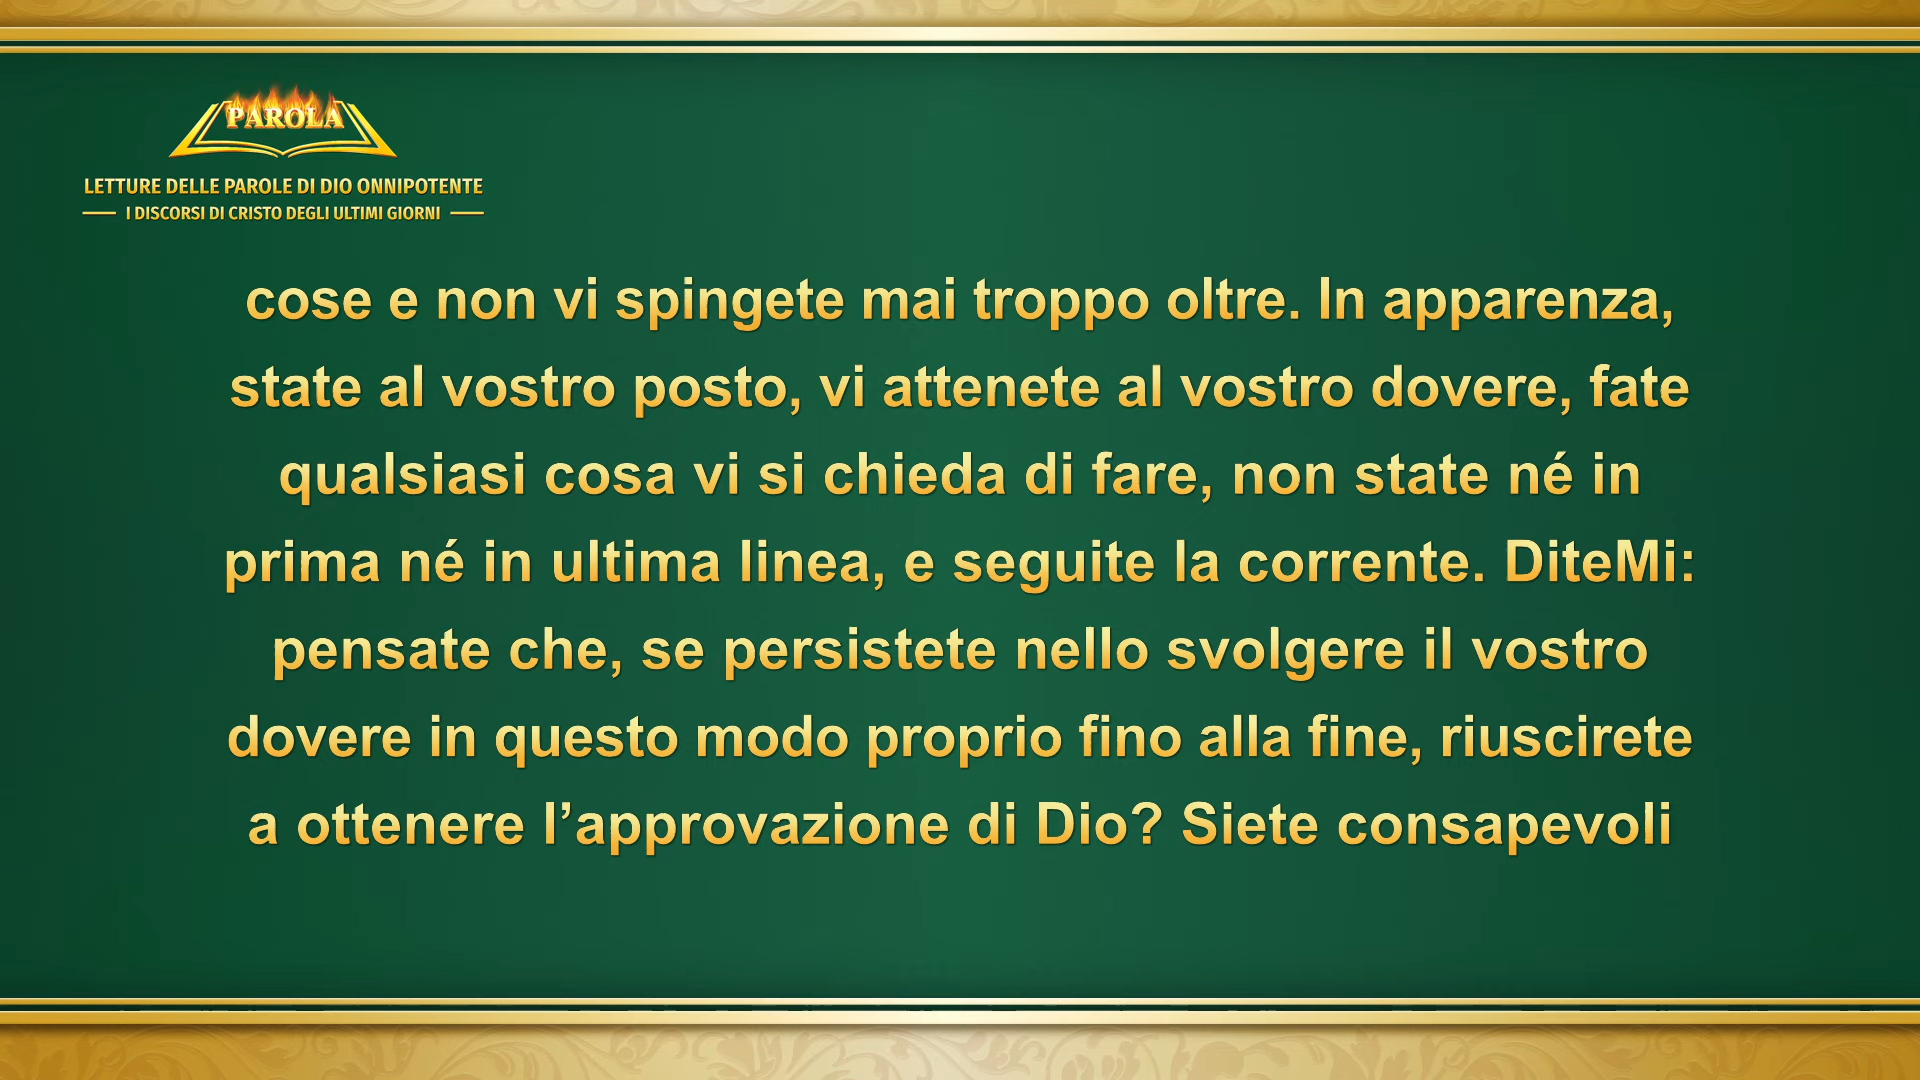 PAROLA
LETTURE DELLE PAROLE DI DIO ONNIPOTENTE
I DISCORSI DI CRISTO DEGLI ULTIMI GIORNI
cose e non vi spingete mai troppo oltre. In apparenza,
state al vostro posto, vi attenete al vostro dovere, fate
qualsiasi cosa vi si chieda di fare, non state né in
prima né in ultima linea, e seguite la corrente. DiteMi:
pensate che, se persistete nello svolgere il vostro
dovere in questo modo proprio fino alla fine, riuscirete
a ottenere l’approvazione di Dio? Siete consapevoli